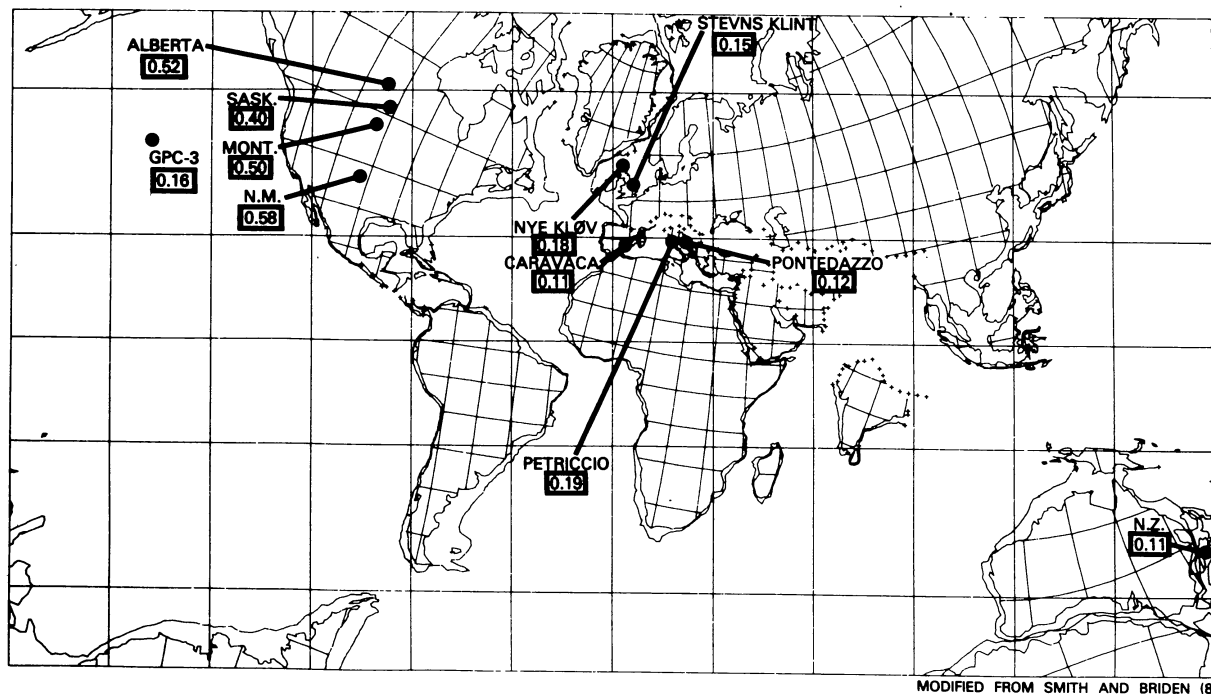 STEVNS KLINT
0.15
ALBERTA
0.52
SASK.
0.40
MONT.
0.50
GPC-3
0.16
N.M.
0.58
NYE KLØV
0.18
CARAVACA
0.11
PONTEDAZZO
0.12
PETRICCIO
0.19
N.Z.
0.11
MODIFIED FROM SMITH AND BRIDEN (8